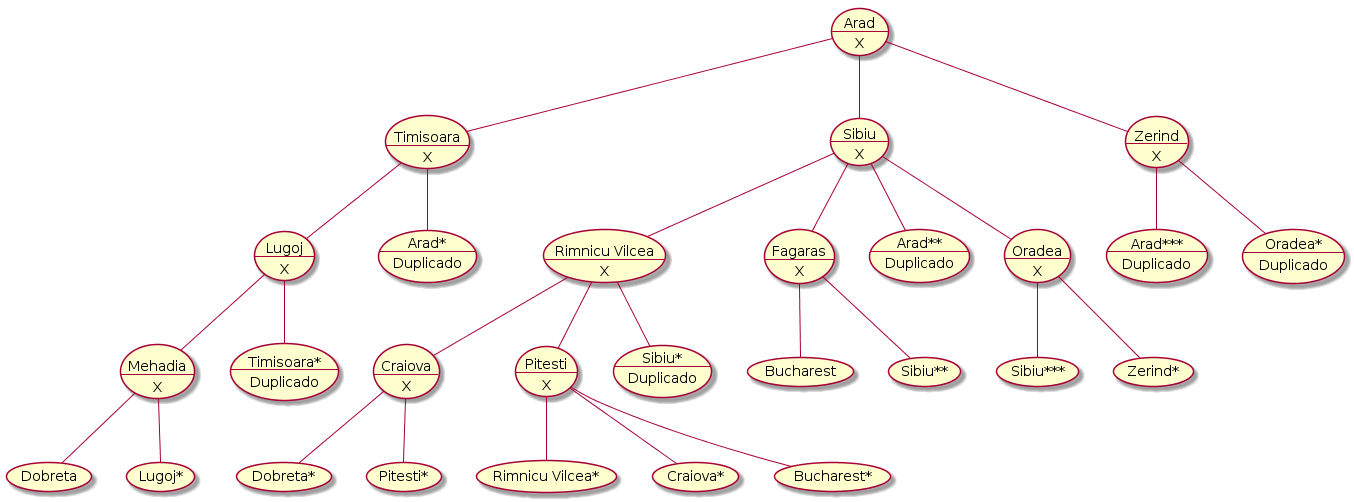 Arad
X
Timisoara
X
Sibiu
X
Zerind
X
Lugoj
X
Arad*
Duplicado
Rimnicu Vilcea
X
Fagaras
X
Arad**
Duplicado
Oradea
X
Arad***
Duplicado
Oradea*
Duplicado
Mehadia
X
Timisoara*
Duplicado
Craiova
X
Pitesti
X
Sibiu*
Duplicado
Bucharest
Sibiu**
Sibiu***
Zerind*
Dobreta
Lugoj*
Dobreta*
Pitesti*
Rimnicu Vilcea*
Craiova*
Bucharest*